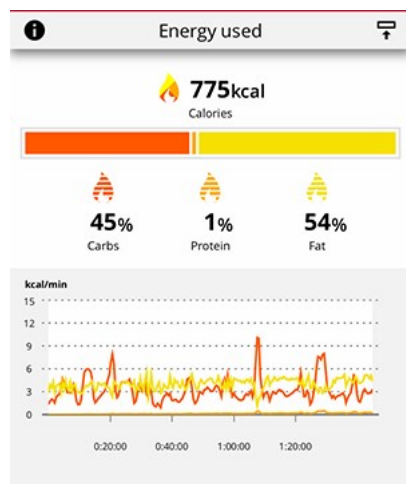 i Energy used
775kcal
Calories
45% 1% 54%
Carbs Protein Fat
kcal/min
15
12
9
6
3
0
0:20:00 0:40:00 1:00:00 1:20:00